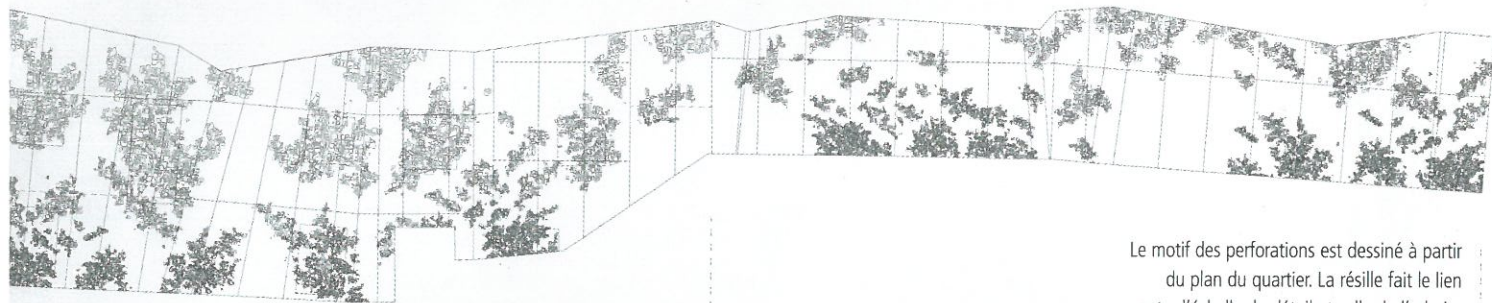 Le motif des perforations est dessiné à partir
du plan du quartier. La résille fait le lien